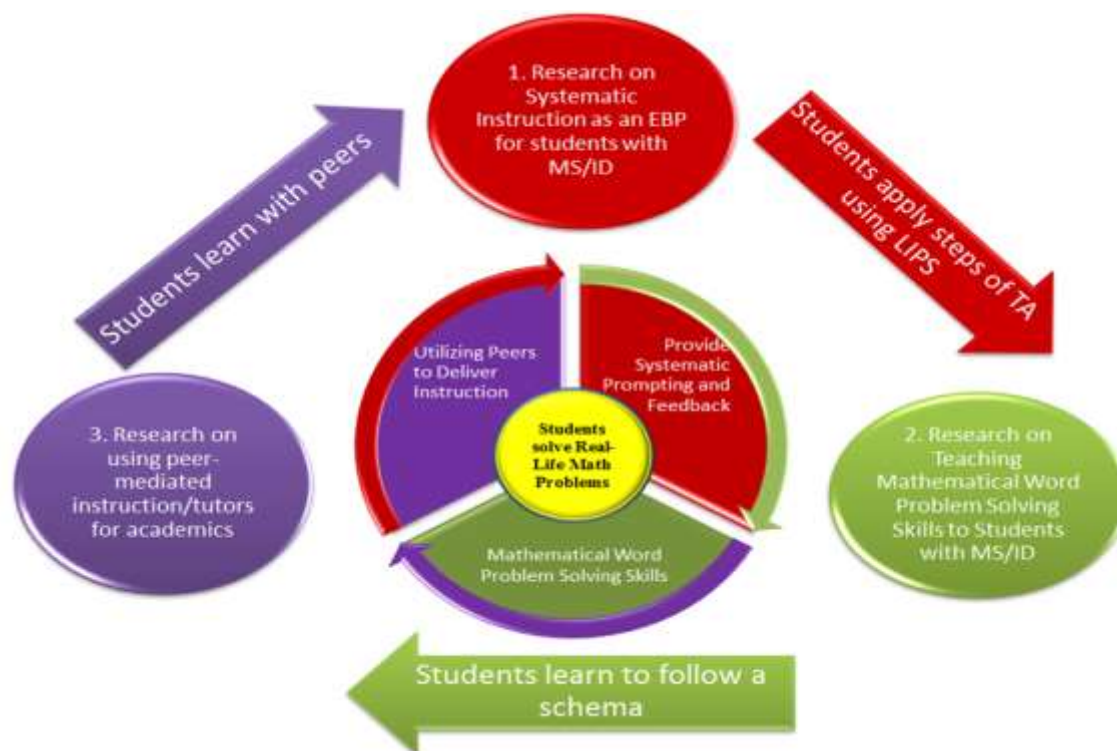 1. Research on
Systematic
Instruction as an EBP
for students with
MS/ID
Students apply steps of TA
using LIPS
2. Research on
Teaching
Mathematical Word
Problem Solving
Skills to Students
with MS/ID
Students learn to follow a
schema
3. Research on
using peer-
mediated
instruction/tutors
for academics
Students learn with peers
Utilizing Peers
to Deliver
Instruction
Provide
Systematic
Prompting and
Feedback
Mathematical Word
Problem Solving Skills
Students
solve Real-
Life Math
Problems